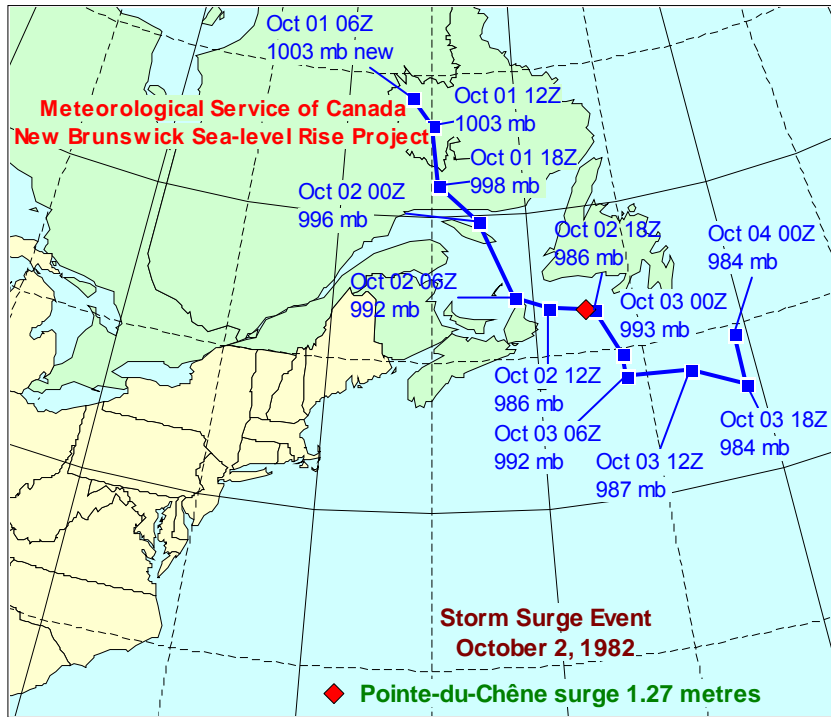 Oct 01 06Z
1003 mb new
Meteorological Service of Canada
New Brunswick Sea-level Rise Project
Oct 01 12Z
1003 mb
Oct 01 18Z
998 mb
Oct 02 00Z
996 mb
Oct 02 18Z
986 mb
Oct 04 00Z
984 mb
Oct 02 06Z
992 mb
Oct 03 00Z
993 mb
Oct 02 12Z
986 mb
Oct 03 06Z
992 mb
Oct 03 12Z
987 mb
Oct 03 18Z
984 mb
Storm Surge Event
October 2, 1982
Pointe-du-Chêne surge 1.27 metres